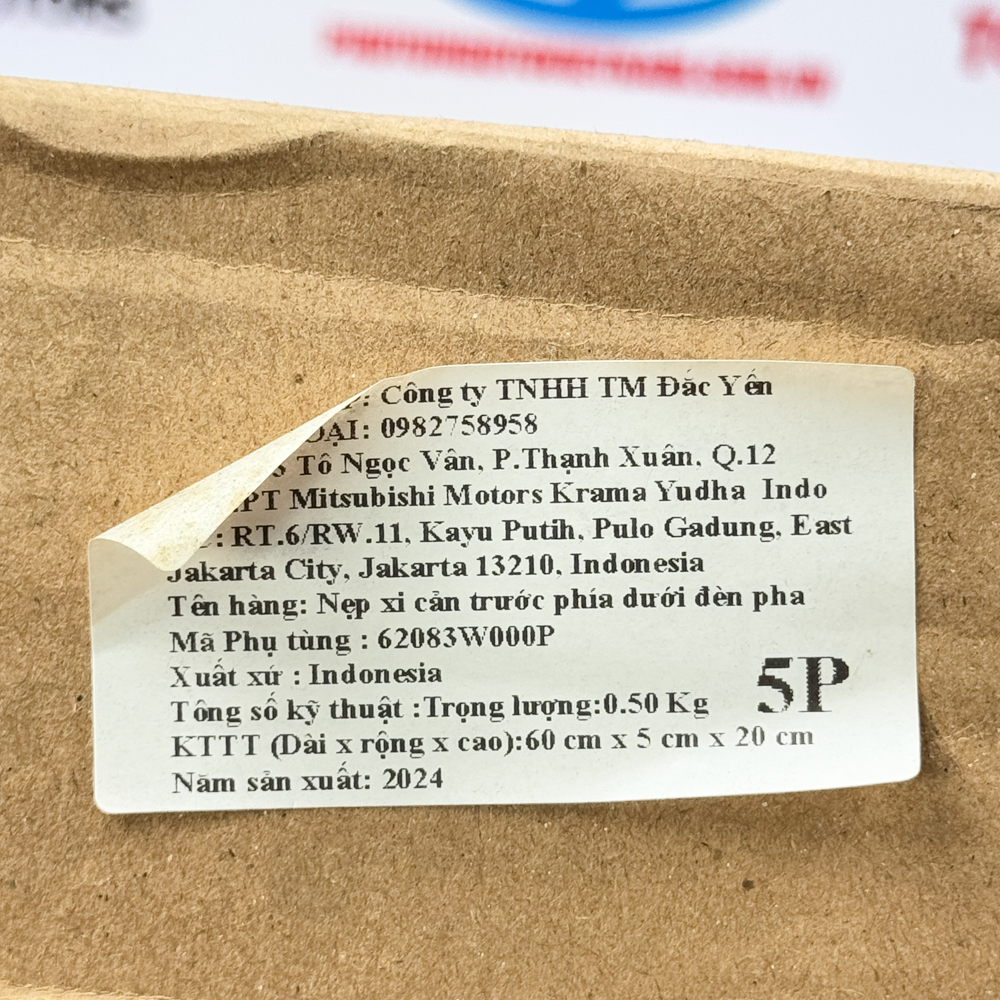 Công ty TNHH TM Đắc Yến
OẠI: 0982758958
Tô Ngọc Vân, P.Thạnh Xuân, Q.12
PT Mitsubishi Motors Krama Yudha Indo
: RT.6/RW.11, Kayu Putih, Pulo Gadung, East
Jakarta City, Jakarta 13210, Indonesia
Tên hàng: Nẹp xi cản trước phía dưới đèn pha
Mã Phụ tùng : 62083W000P
Xuất xứ : Indonesia
5P
Tông số kỹ thuật :Trọng lượng:0.50 Kg
KTTT (Dài x rộng x cao):60 cm x 5 cm x 20 cm
Năm sản xuất: 2024